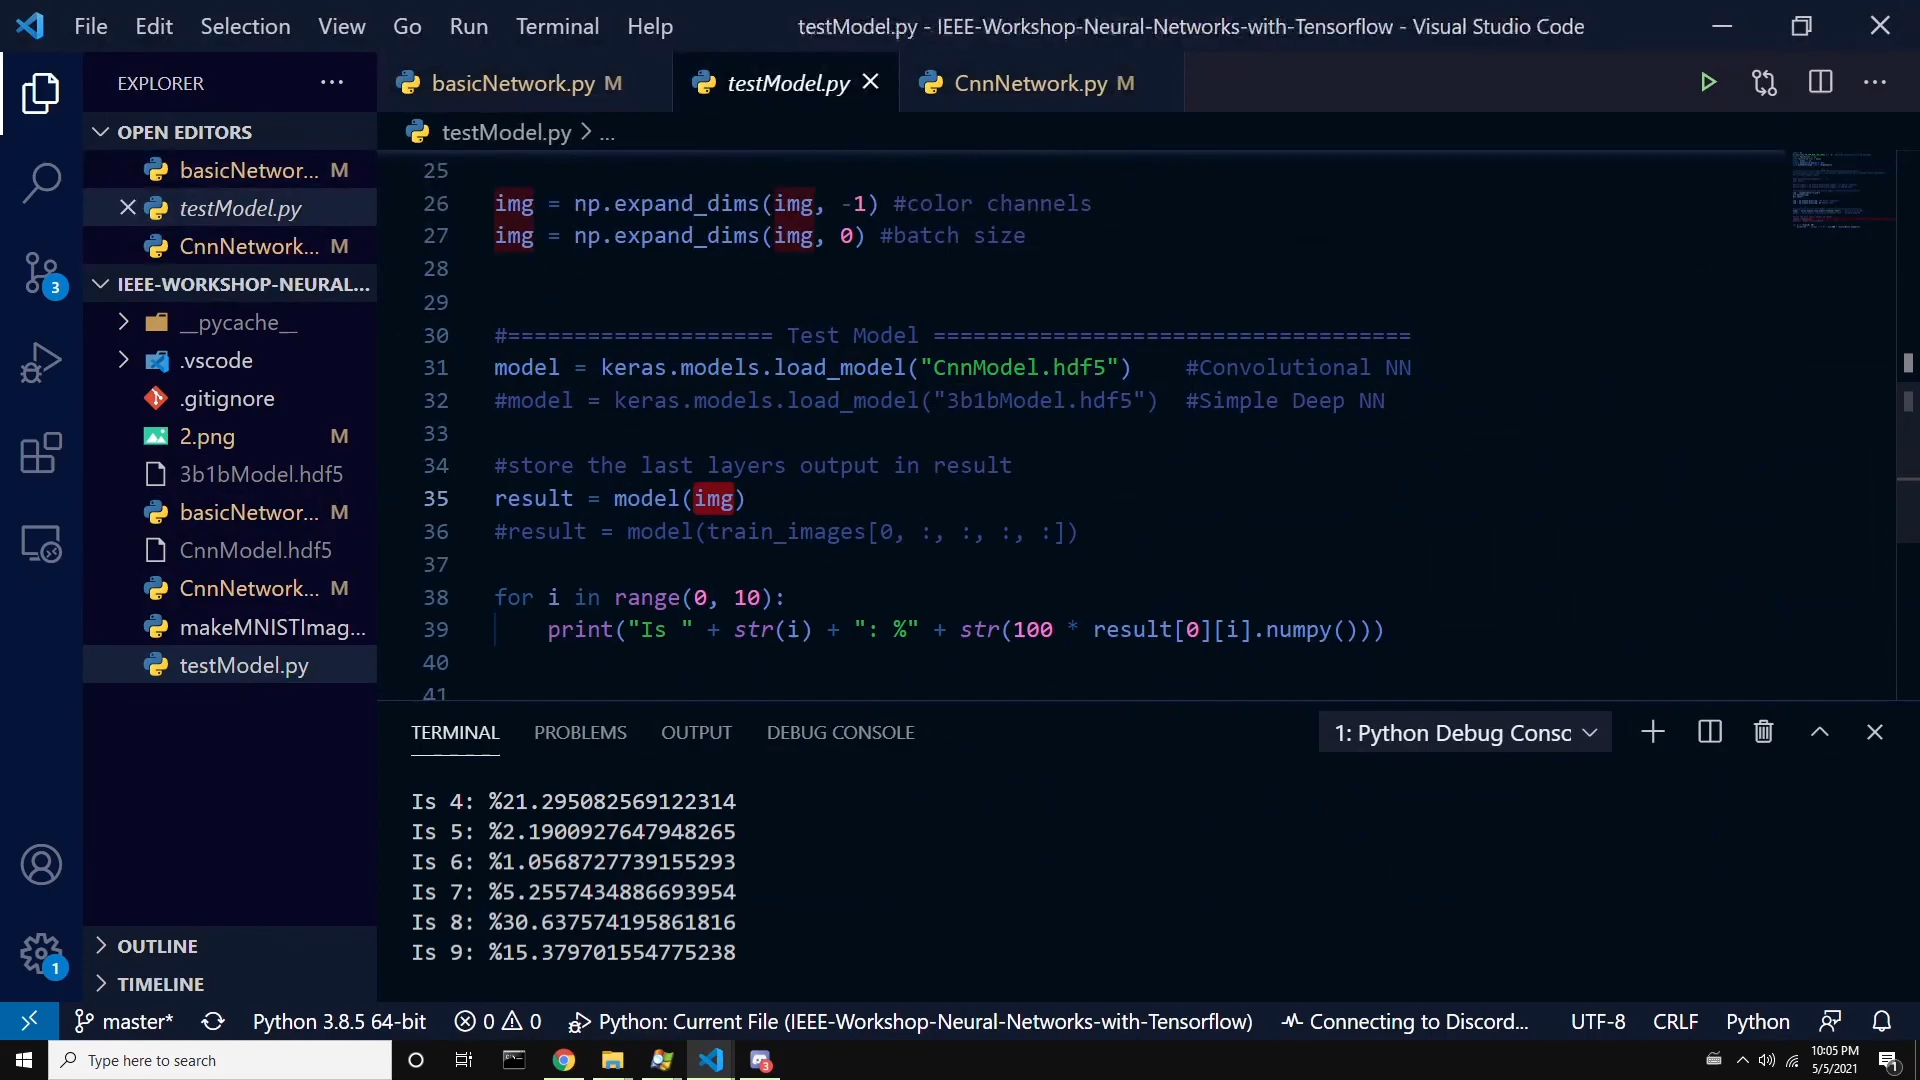 File Edit Selection View Go Run Terminal Help testModel.py - IEEE-Workshop-Neural-Networks-with-Tensorflow - Visual Studio Code
EXPLORER
basicNetwork.py M testModel.py CnnNetwork.py M
OPEN EDITORS
testModel.py > ...
basicNetwor... M
testModel.py
CnnNetwork... M
IEEE-WORKSHOP-NEURAL...
__pycache__
.vscode
.gitignore
2.png M
3b1bModel.hdf5
basicNetwor... M
CnnModel.hdf5
CnnNetwork... M
makeMNISTImag...
testModel.py
OUTLINE
TIMELINE
25
26 img = np.expand_dims(img, -1) #color channels
27 img = np.expand_dims(img, 0) #batch size
28
29
30 #==================== Test Model ====================================
31 model = keras.models.load_model("CnnModel.hdf5") #Convolutional NN
32 #model = keras.models.load_model("3b1bModel.hdf5") #Simple Deep NN
33
34 #store the last layers output in result
35 result = model(img)
36 #result = model(train_images[0, :, :, :, :])
37
38 for i in range(0, 10):
39 print("Is " + str(i) + ": %" + str(100 * result[0][i].numpy()))
40
41
TERMINAL PROBLEMS OUTPUT DEBUG CONSOLE 1: Python Debug Consc
Is 4: %21.295082569122314
Is 5: %2.1900927647948265
Is 6: %1.0568727739155293
Is 7: %5.2557434886693954
Is 8: %30.637574195861816
Is 9: %15.379701554775238
3
1
master* Python 3.8.5 64-bit 0 0 Python: Current File (IEEE-Workshop-Neural-Networks-with-Tensorflow) Connecting to Discord... UTF-8 CRLF Python
Type here to search
3
10:05 PM
5/5/2021
1